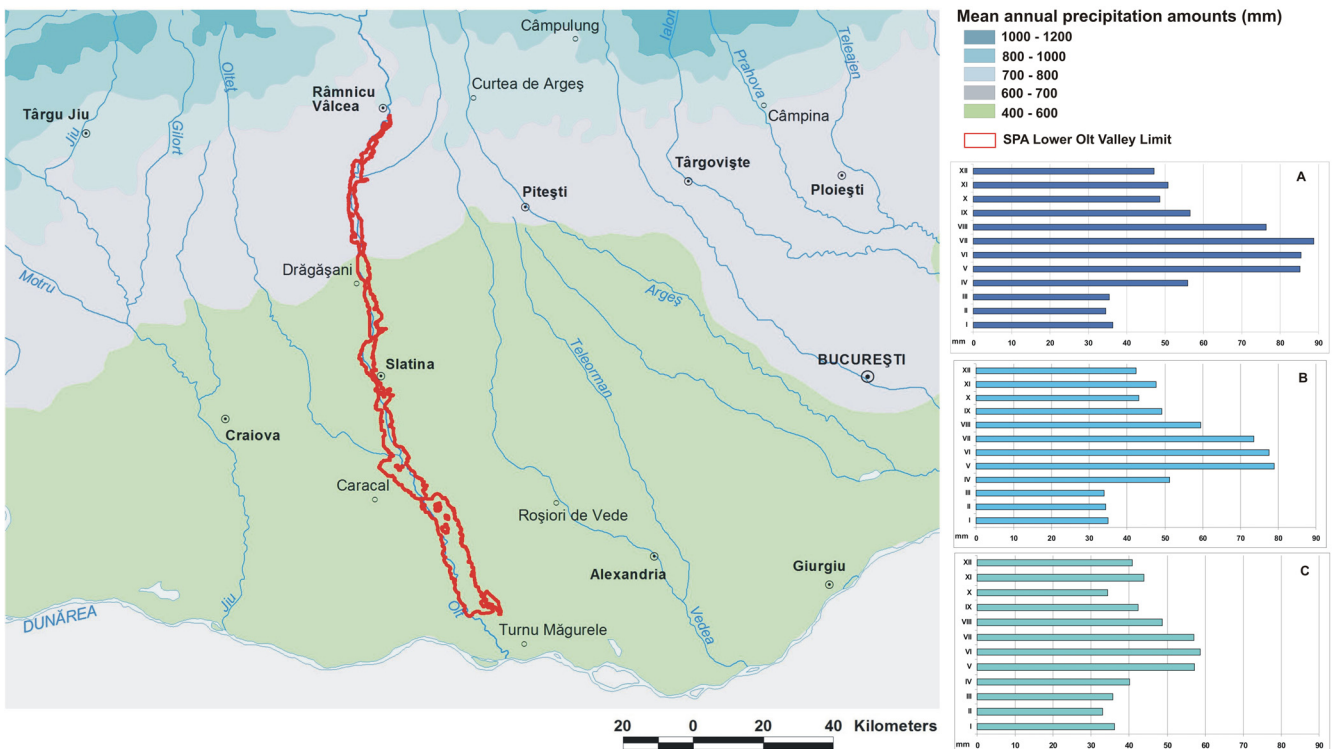 Câmpulung
Ialom
Prahova
Teleajen
Olteț
Râmnicu
Vâlcea
Curtea de Argeş
Târgu Jiu
Jiu
Gilort
Câmpina
Târgovişte
Ploieşti
Piteşti
Drăgăşani
Motru
Argeş
Teleorman
Slatina
BUCUREŞTI
Craiova
Caracal
Roşiori de Vede
Alexandria
Giurgiu
DUNĂREA
Jiu
Olt
Turnu Măgurele
Vedea
20 0 20 40 Kilometers
Mean annual precipitation amounts (mm)
1000 - 1200
800 - 1000
700 - 800
600 - 700
400 - 600
SPA Lower Olt Valley Limit
A
XII
XI
X
IX
VIII
VII
VI
V
IV
III
II
I
mm 0 10 20 30 40 50 60 70 80 90
B
XII
XI
X
IX
VIII
VII
VI
V
IV
III
II
I
mm 0 10 20 30 40 50 60 70 80 90
C
XII
XI
X
IX
VIII
VII
VI
V
IV
III
II
I
mm 0 10 20 30 40 50 60 70 80 90